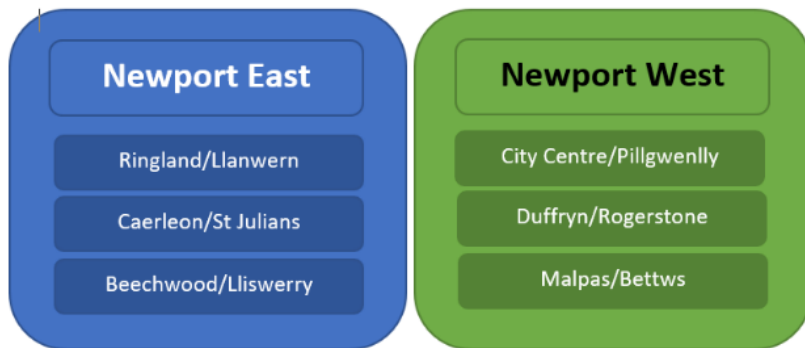 Newport East
Ringland/Llanwern
Caerleon/St Julians
Beechwood/Lliswerry
Newport West
City Centre/Pillgwenlly
Duffryn/Rogerstone
Malpas/Bettws